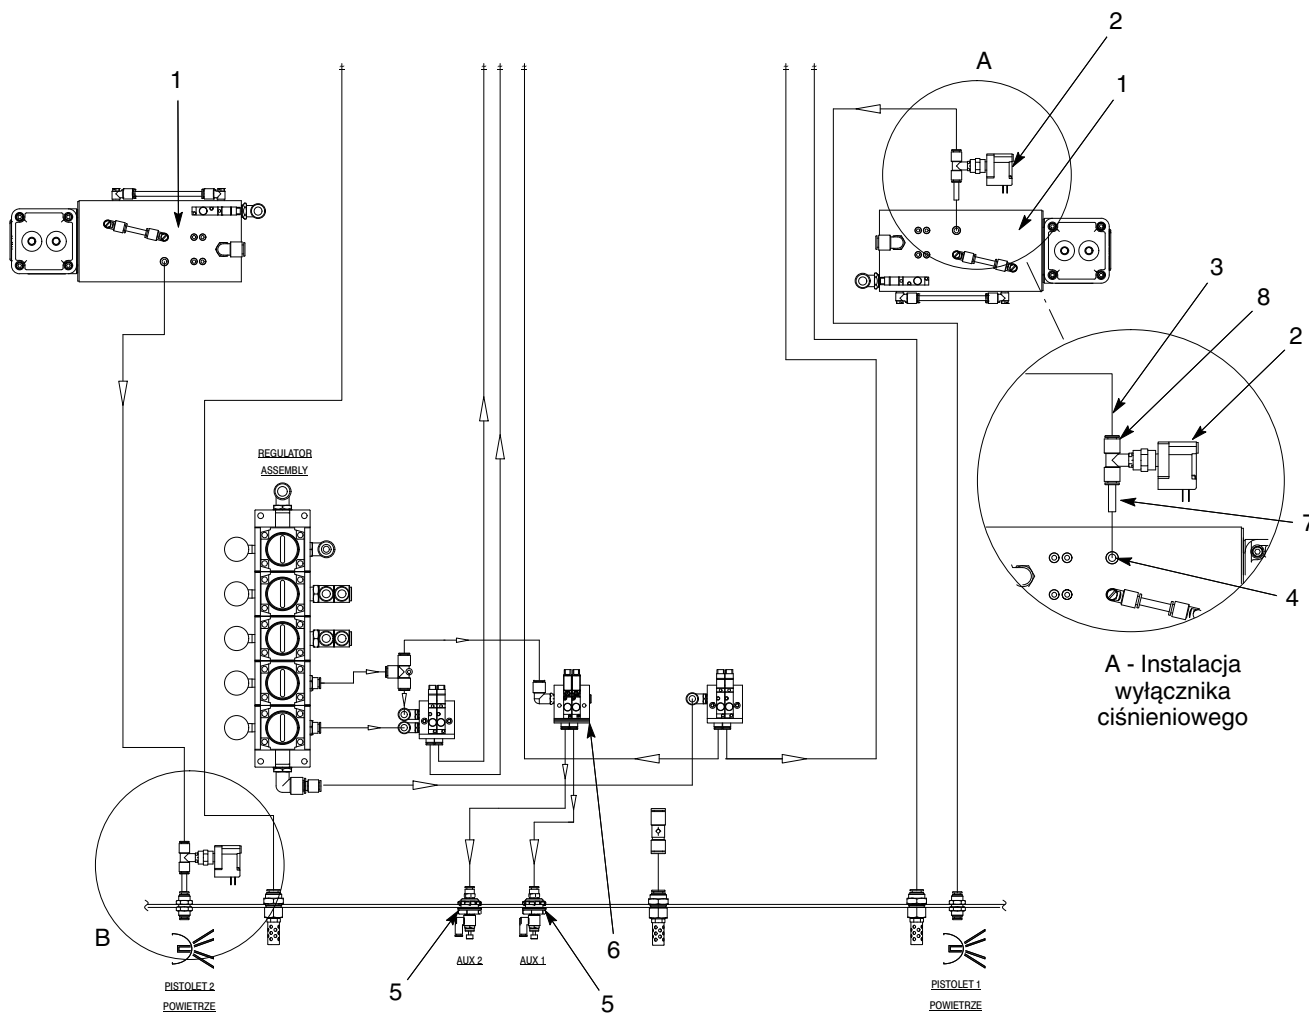 2
A
1
1
3
8
2
REGULATOR
ASSEMBLY
7
4
A - Instalacja
wyłącznika
ciśnieniowego
B
6
5
5
AUX 2
AUX 1
PISTOLET 2
POWIETRZE
PISTOLET 1
POWIETRZE